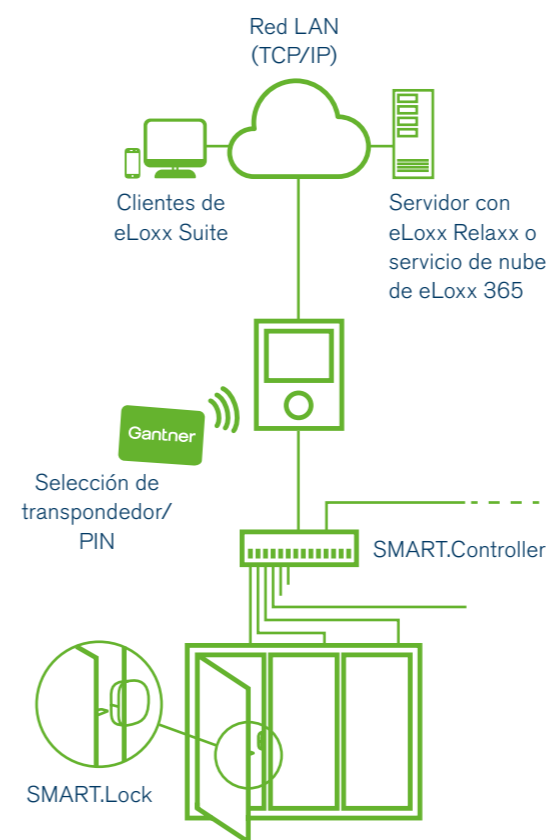 Red LAN
(TCP/IP)
Clientes de
eLoxx Suite
Servidor con
eLoxx Relaxx o
servicio de nube
de eLoxx 365
Gantner
Selección de
transpondedor/
PIN
SMART.Controller
SMART.Lock